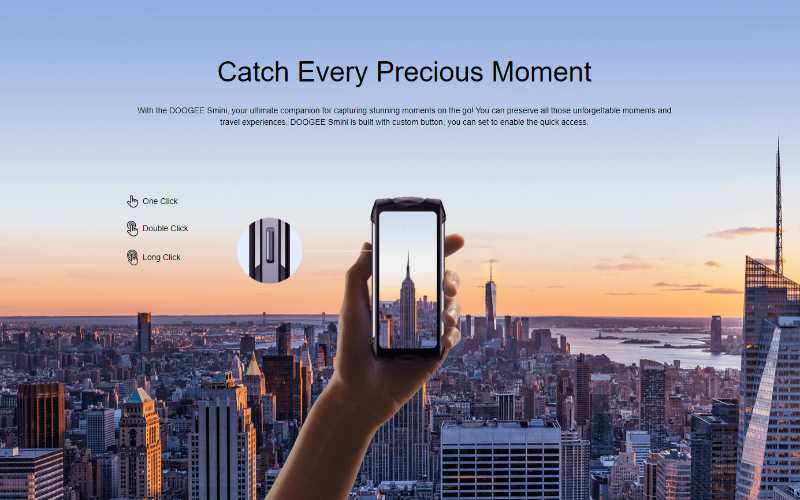 Catch Every Precious Moment
With the DOOGEE Smini, your ultimate companion for capturing stunning moments on the go! You can preserve all those unforgettable moments and
travel experiences. DOOGEE Smini is built with custom button, you can set to enable the quick access.
One Click
Double Click
Long Click